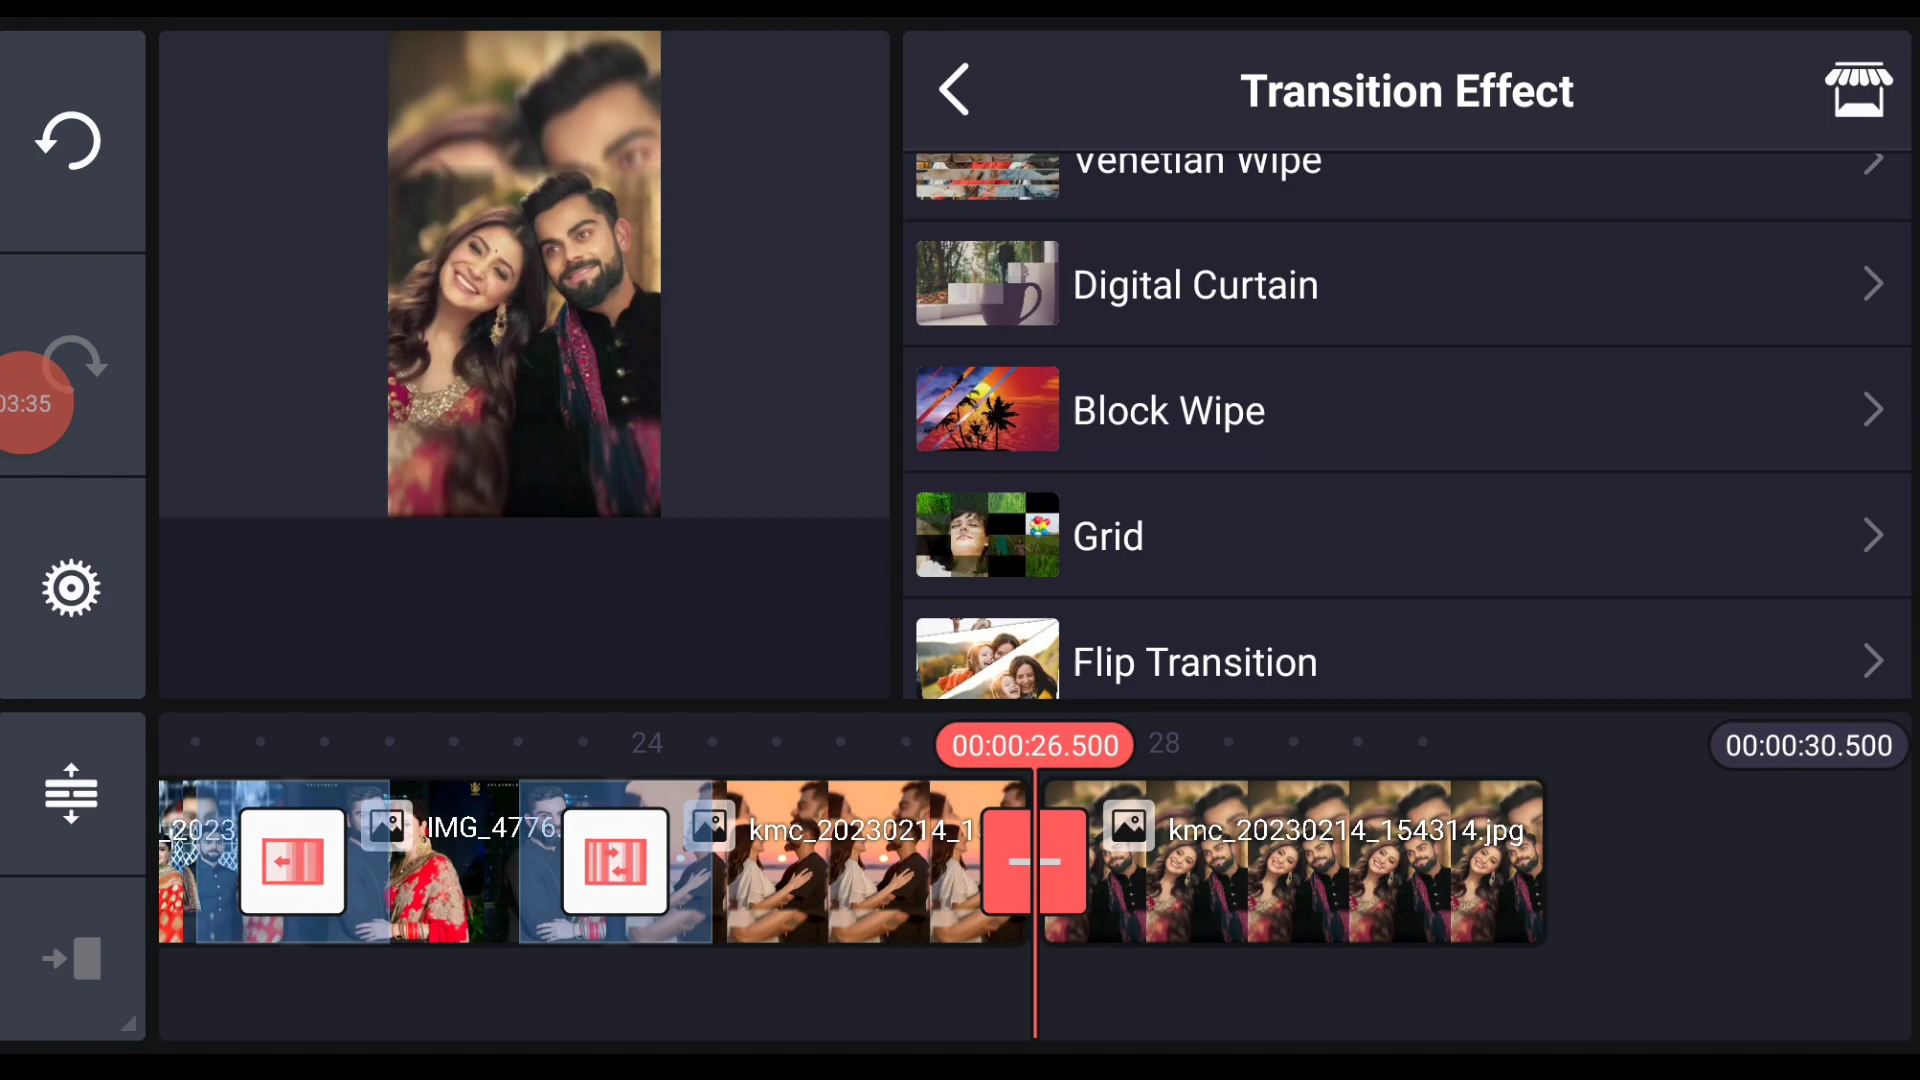 Transition Effect
Venetian Wipe
Digital Curtain
03:35
Block Wipe
Grid
Flip Transition
24
00:00:26.500
28
00:00:30.500
_2023
IMG_4776.
kmc_20230214_1
kmc_20230214_154314.jpg